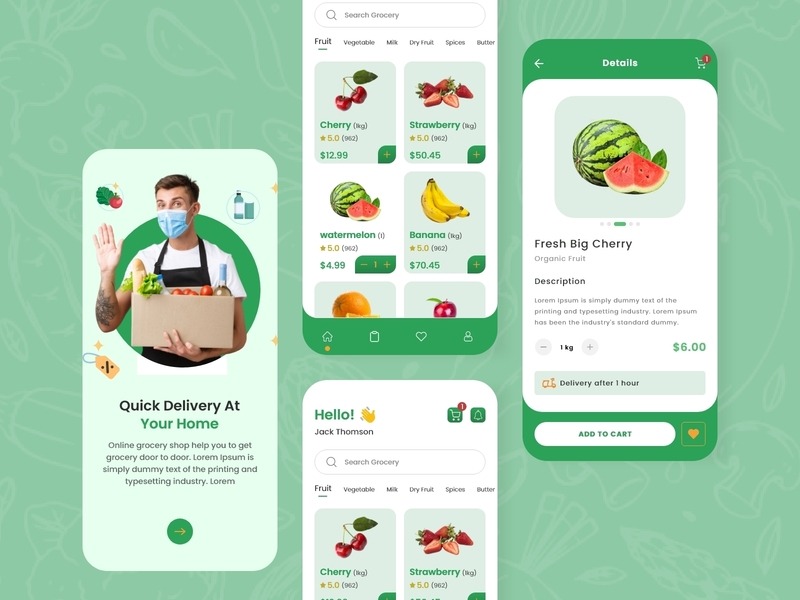 Quick Delivery At
Your Home
Online grocery shop help you to get
grocery door to door. Lorem Ipsum is
simply dummy text of the printing and
typesetting industry. Lorem
Search Grocery
Fruit Vegetable Milk Dry Fruit Spices Butter
Cherry (1kg) Strawberry (1kg)
5.0 (962) 5.0 (962)
$12.99 + $50.45 +
watermelon (1) Banana (1kg)
5.0 (962) 5.0 (962)
$4.99 − 1 + $70.45 +
Hello! 👋 1
Jack Thomson
Search Grocery
Fruit Vegetable Milk Dry Fruit Spices Butter
Cherry (1kg) Strawberry (1kg)
5.0 (962) 5.0 (962)
Details 1
Fresh Big Cherry
Organic Fruit
Description
Lorem Ipsum is simply dummy text of the
printing and typesetting industry. Lorem Ipsum
has been the industry's standard dummy.
− 1 kg + $6.00
Delivery after 1 hour
ADD TO CART